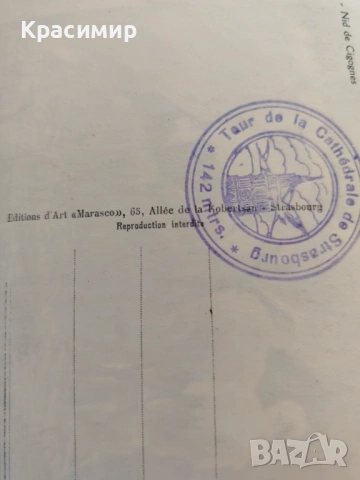 Красимир
- Nid de Cigognes
* Tour de la Cathédrale de Strasbourg * 142 mtrs.
Editions d'Art «Marasco», 65, Allée de la Robertsau - Strasbourg
Reproduction interdite
BAZAR
bg